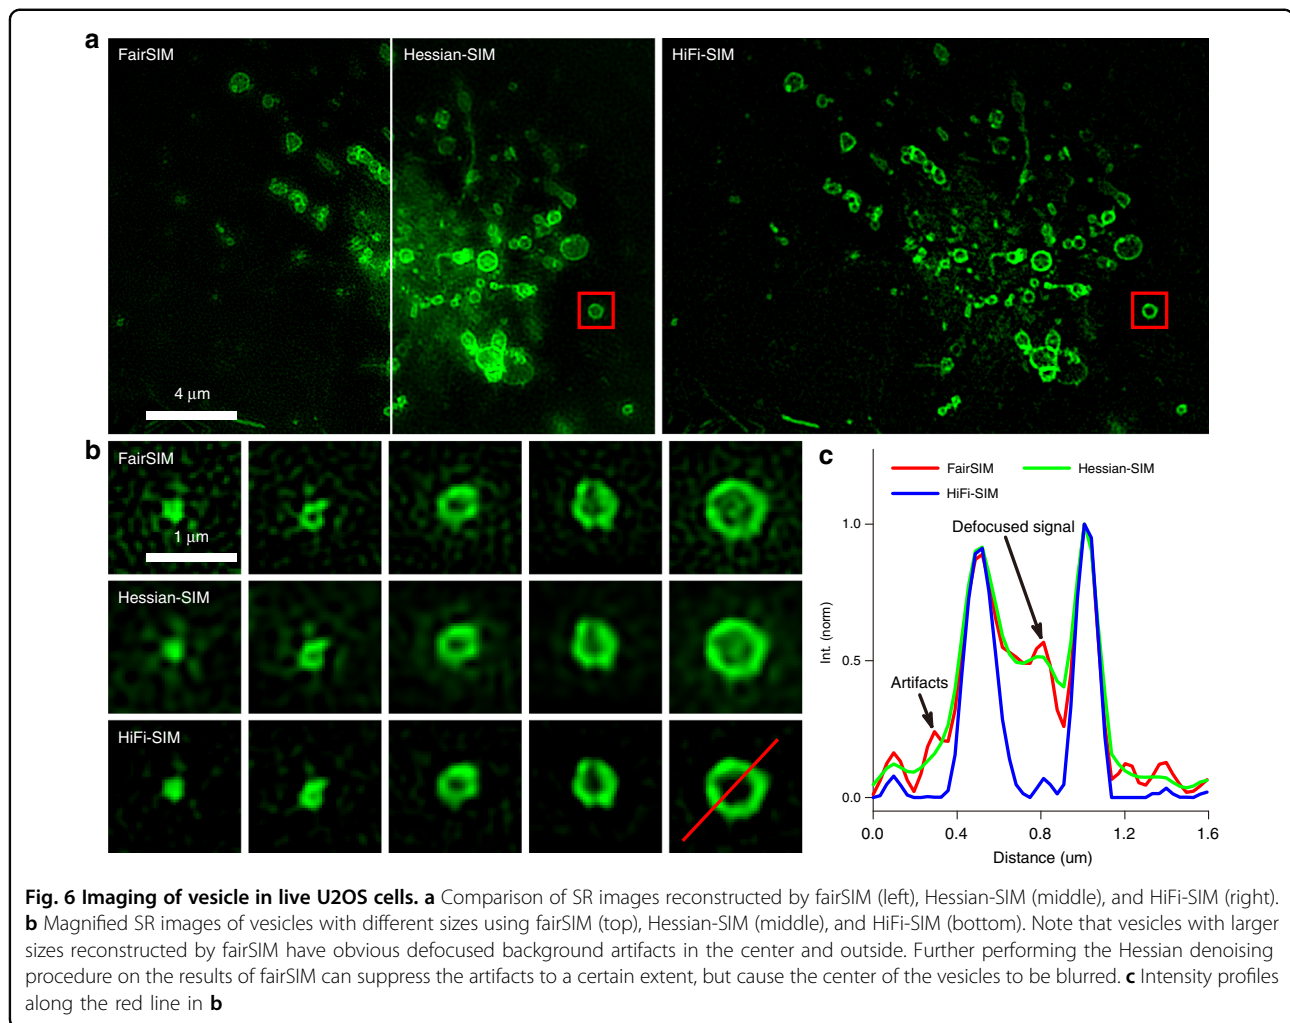 a
FairSIM
Hessian-SIM
HiFi-SIM
4 μm
b
FairSIM
1 μm
Hessian-SIM
HiFi-SIM
c
FairSIM
Hessian-SIM
HiFi-SIM
Defocused signal
Artifacts
Int. (norm)
1.0
0.5
0.0
0.0 0.4 0.8 1.2 1.6
Distance (um)
Fig. 6 Imaging of vesicle in live U2OS cells. a Comparison of SR images reconstructed by fairSIM (left), Hessian-SIM (middle), and HiFi-SIM (right).
b Magnified SR images of vesicles with different sizes using fairSIM (top), Hessian-SIM (middle), and HiFi-SIM (bottom). Note that vesicles with larger
sizes reconstructed by fairSIM have obvious defocused background artifacts in the center and outside. Further performing the Hessian denoising
procedure on the results of fairSIM can suppress the artifacts to a certain extent, but cause the center of the vesicles to be blurred. c Intensity profiles
along the red line in b